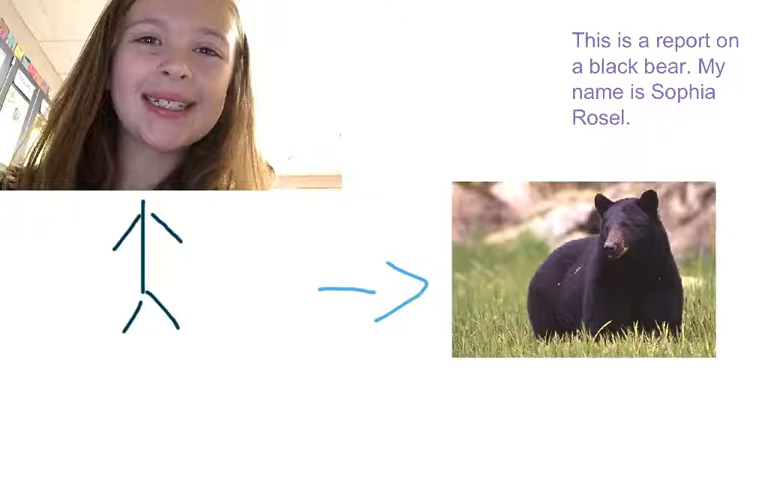 This is a report on
a black bear. My
name is Sophia
Rosel.